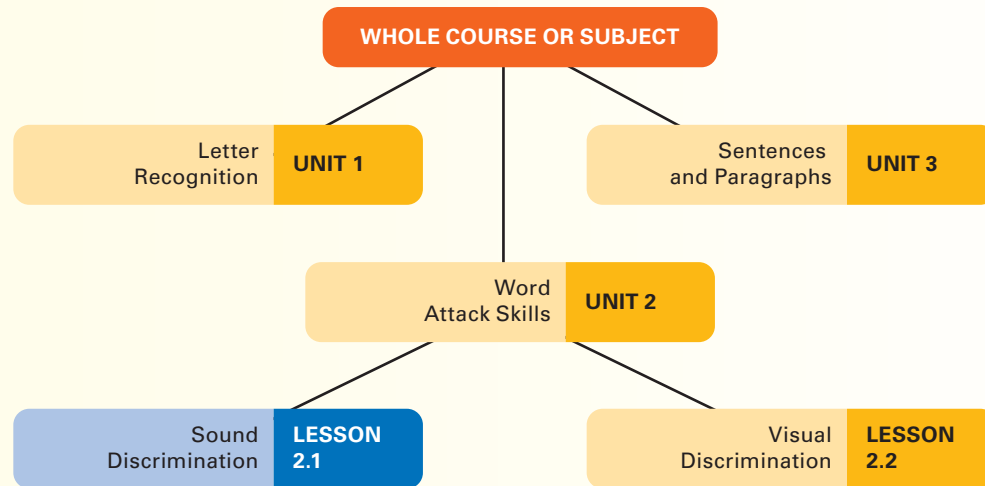 WHOLE COURSE OR SUBJECT
Letter
Recognition
UNIT 1
Sentences
and Paragraphs
UNIT 3
Word
Attack Skills
UNIT 2
Sound
Discrimination
LESSON
2.1
Visual
Discrimination
LESSON
2.2